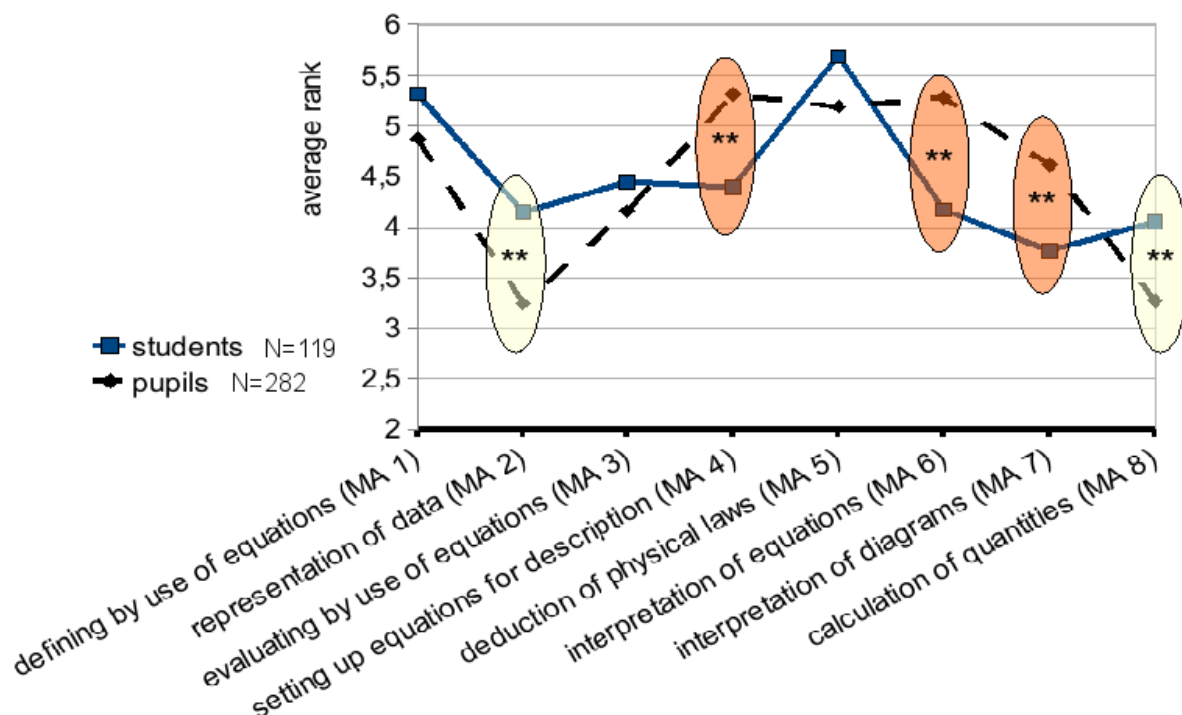 average rank
6
5,5
5
4,5
4
3,5
3
2,5
2
**
**
**
**
**
students N=119
pupils N=282
defining by use of equations (MA 1)
representation of data (MA 2)
evaluating by use of equations (MA 3)
setting up equations for description (MA 4)
deduction of physical laws (MA 5)
interpretation of equations (MA 6)
interpretation of diagrams (MA 7)
calculation of quantities (MA 8)